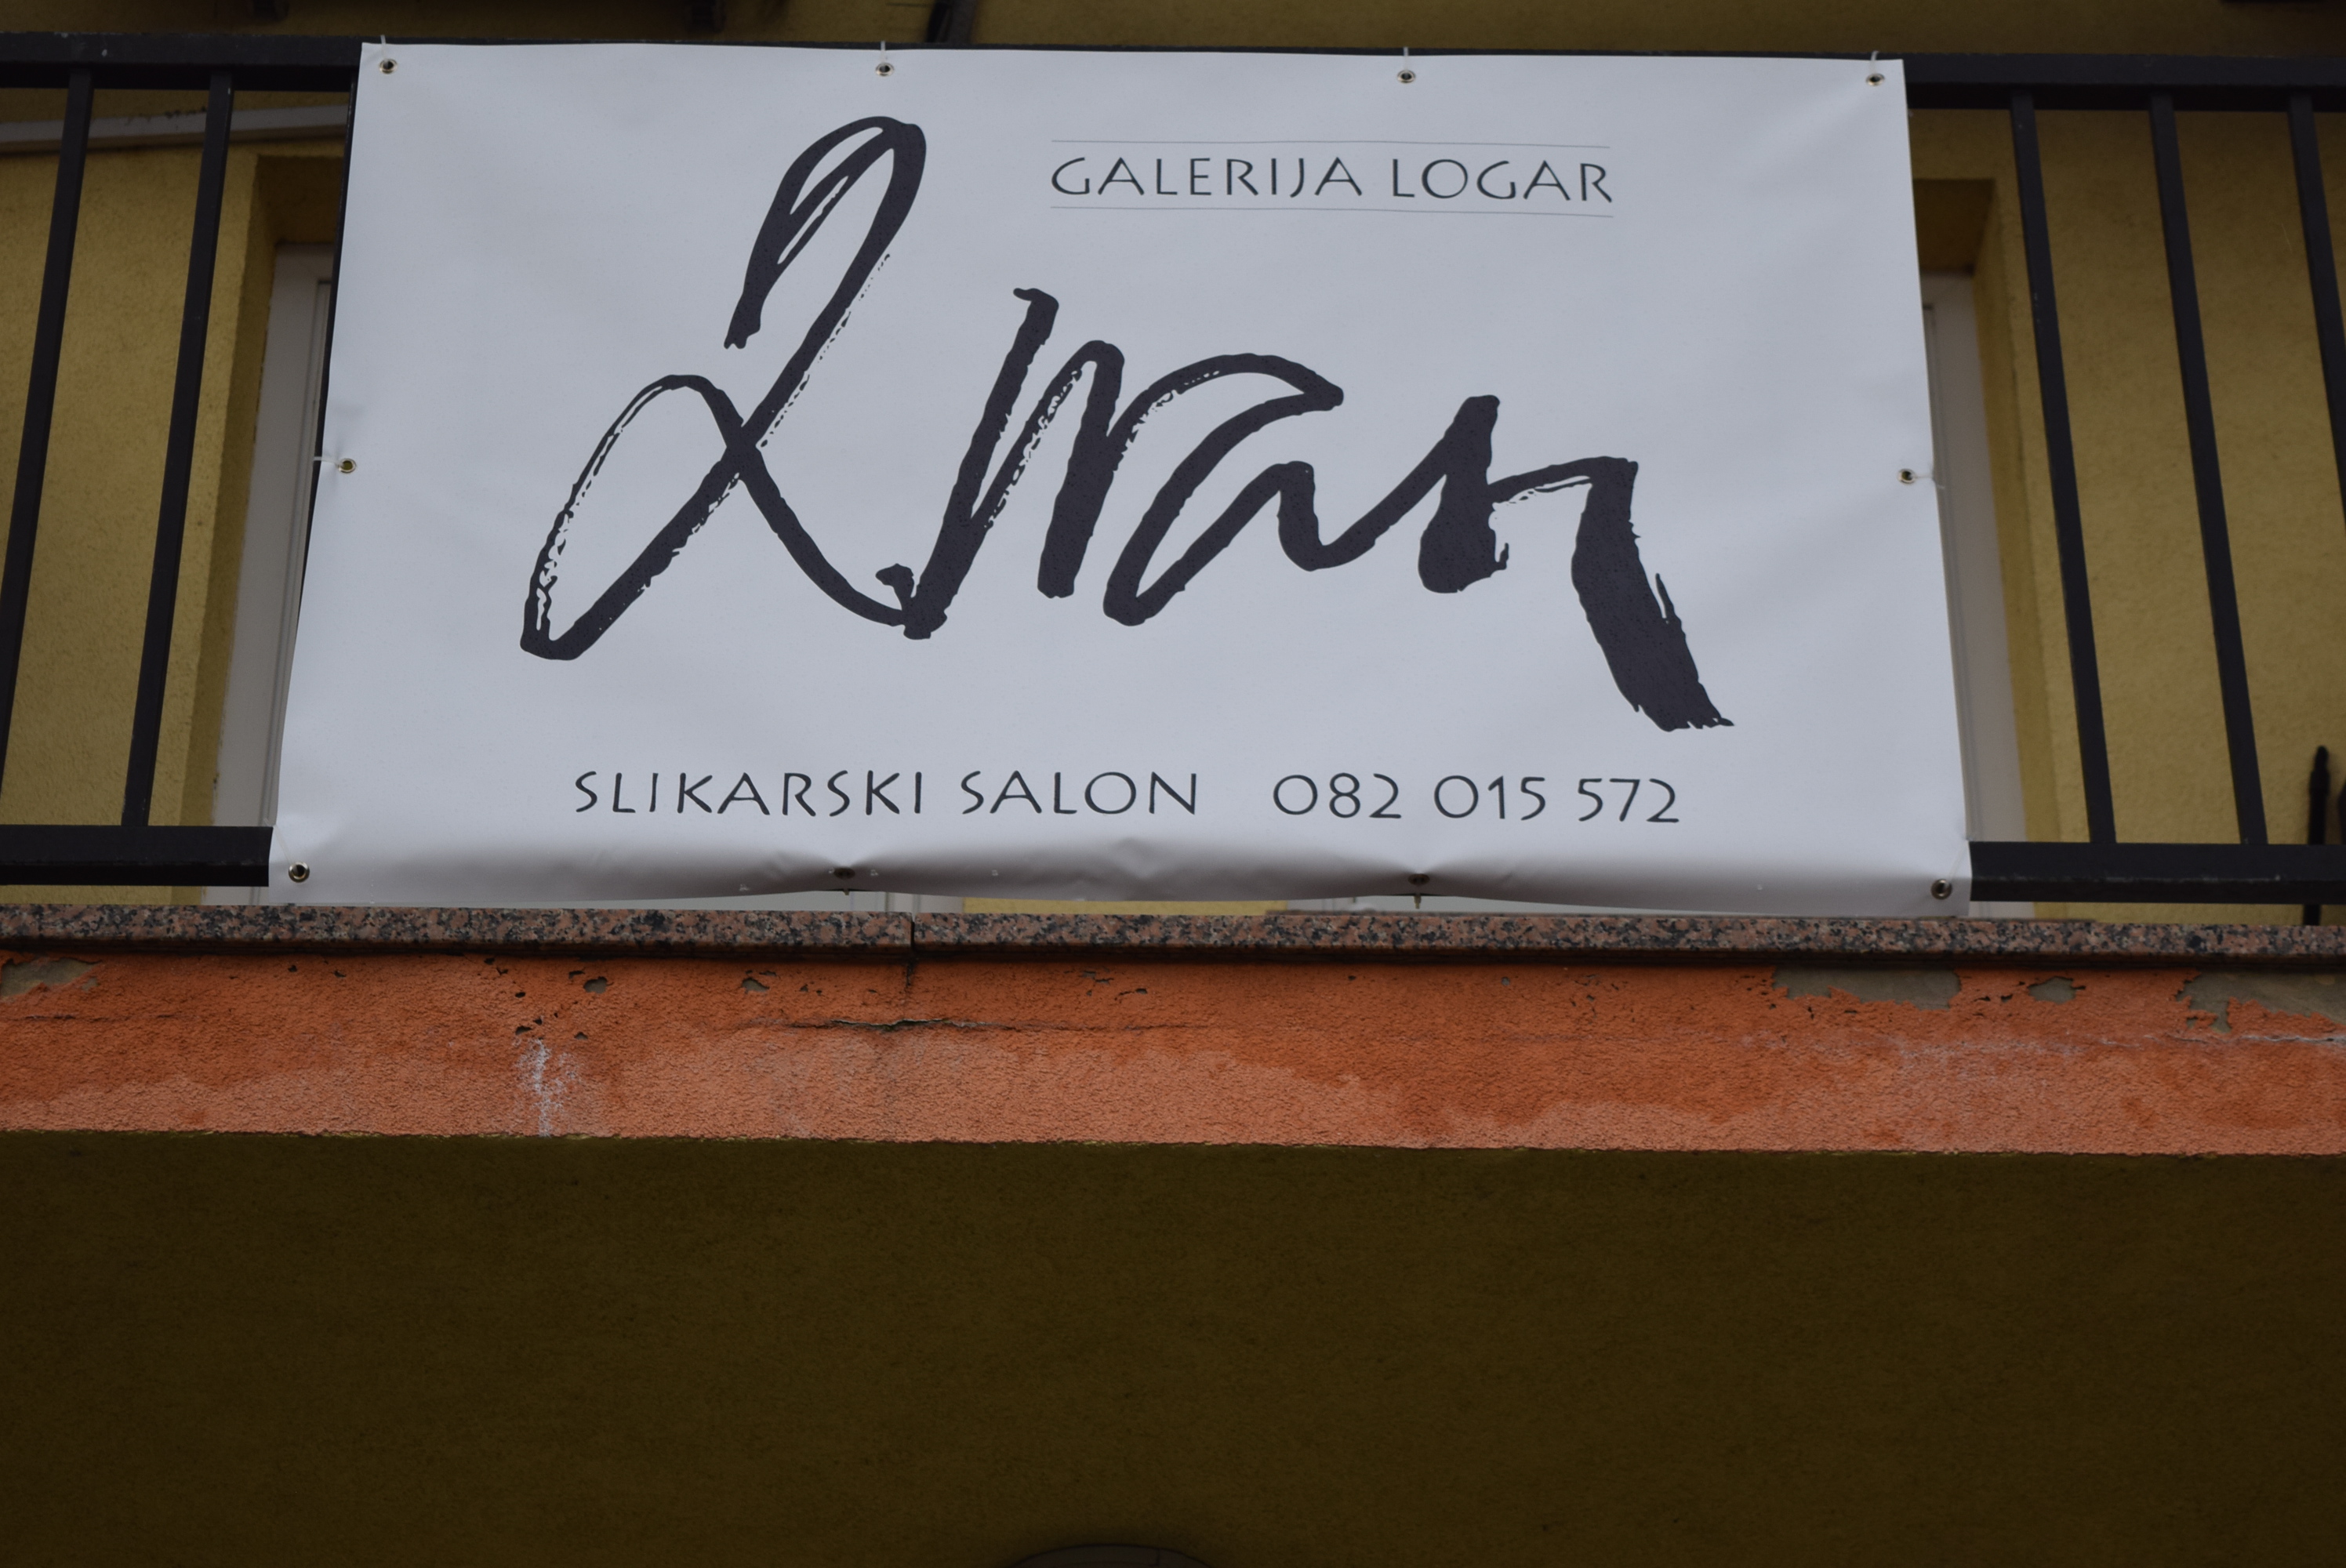 GALERIJA LOGAR
SLIKARSKI SALON 082 015 572